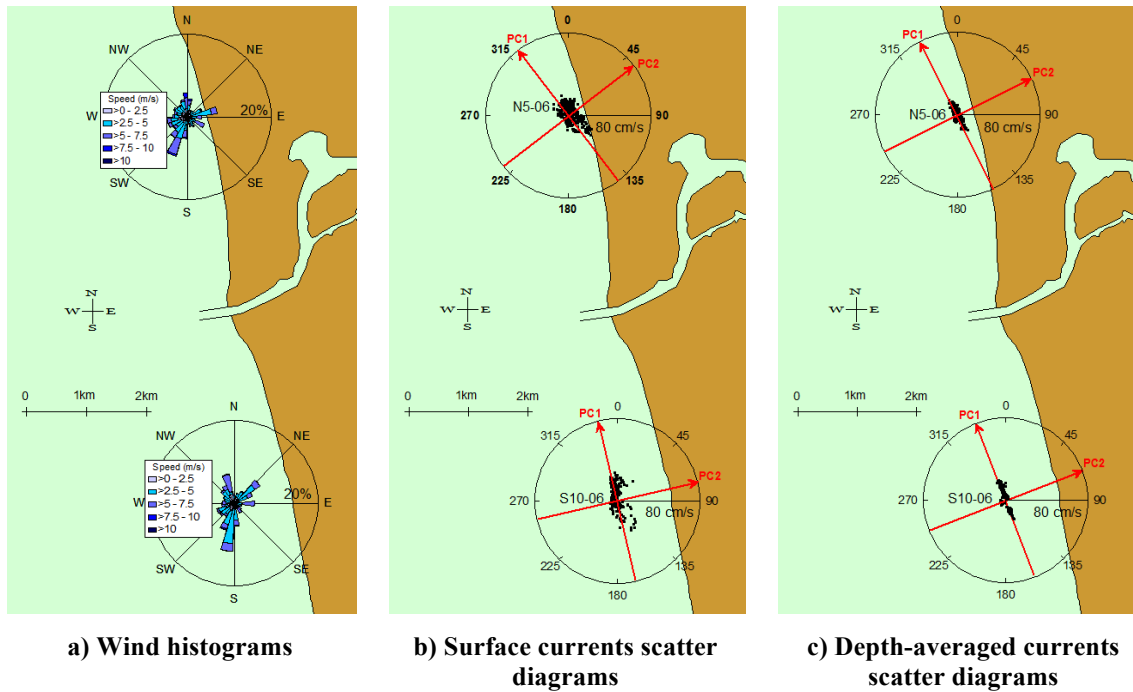 N
NW
NE
Speed (m/s)
>0 - 2.5
>2.5 - 5
>5 - 7.5
>7.5 - 10
>10
W
20%
E
SW
SE
S
N
W E
S
0 1km 2km
N
NW
NE
Speed (m/s)
>0 - 2.5
>2.5 - 5
>5 - 7.5
>7.5 - 10
>10
W
20%
E
SW
SE
S
a) Wind histograms
0
PC1
315
45
PC2
N5-06
270
90
80 cm/s
225
135
180
N
W E
S
0 1km 2km
0
PC1
315
45
PC2
S10-06
270
90
80 cm/s
225
135
180
b) Surface currents scatter
diagrams
0
PC1
315
45
PC2
N5-06
270
90
80 cm/s
225
135
180
N
W E
S
0 1km 2km
0
PC1
315
45
PC2
S10-06
270
90
80 cm/s
225
135
180
c) Depth-averaged currents
scatter diagrams